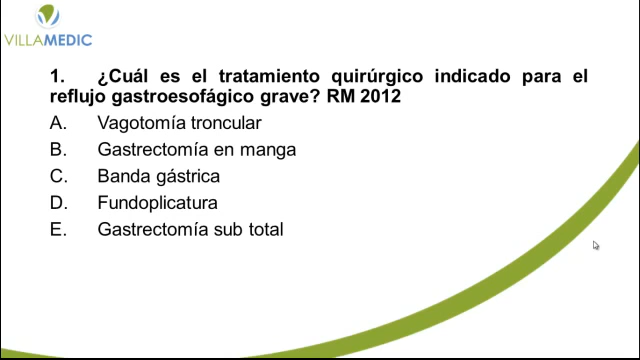 VILLAMEDIC
1. ¿Cuál es el tratamiento quirúrgico indicado para el
reflujo gastroesofágico grave? RM 2012
A. Vagotomía troncular
B. Gastrectomía en manga
C. Banda gástrica
D. Fundoplicatura
E. Gastrectomía sub total